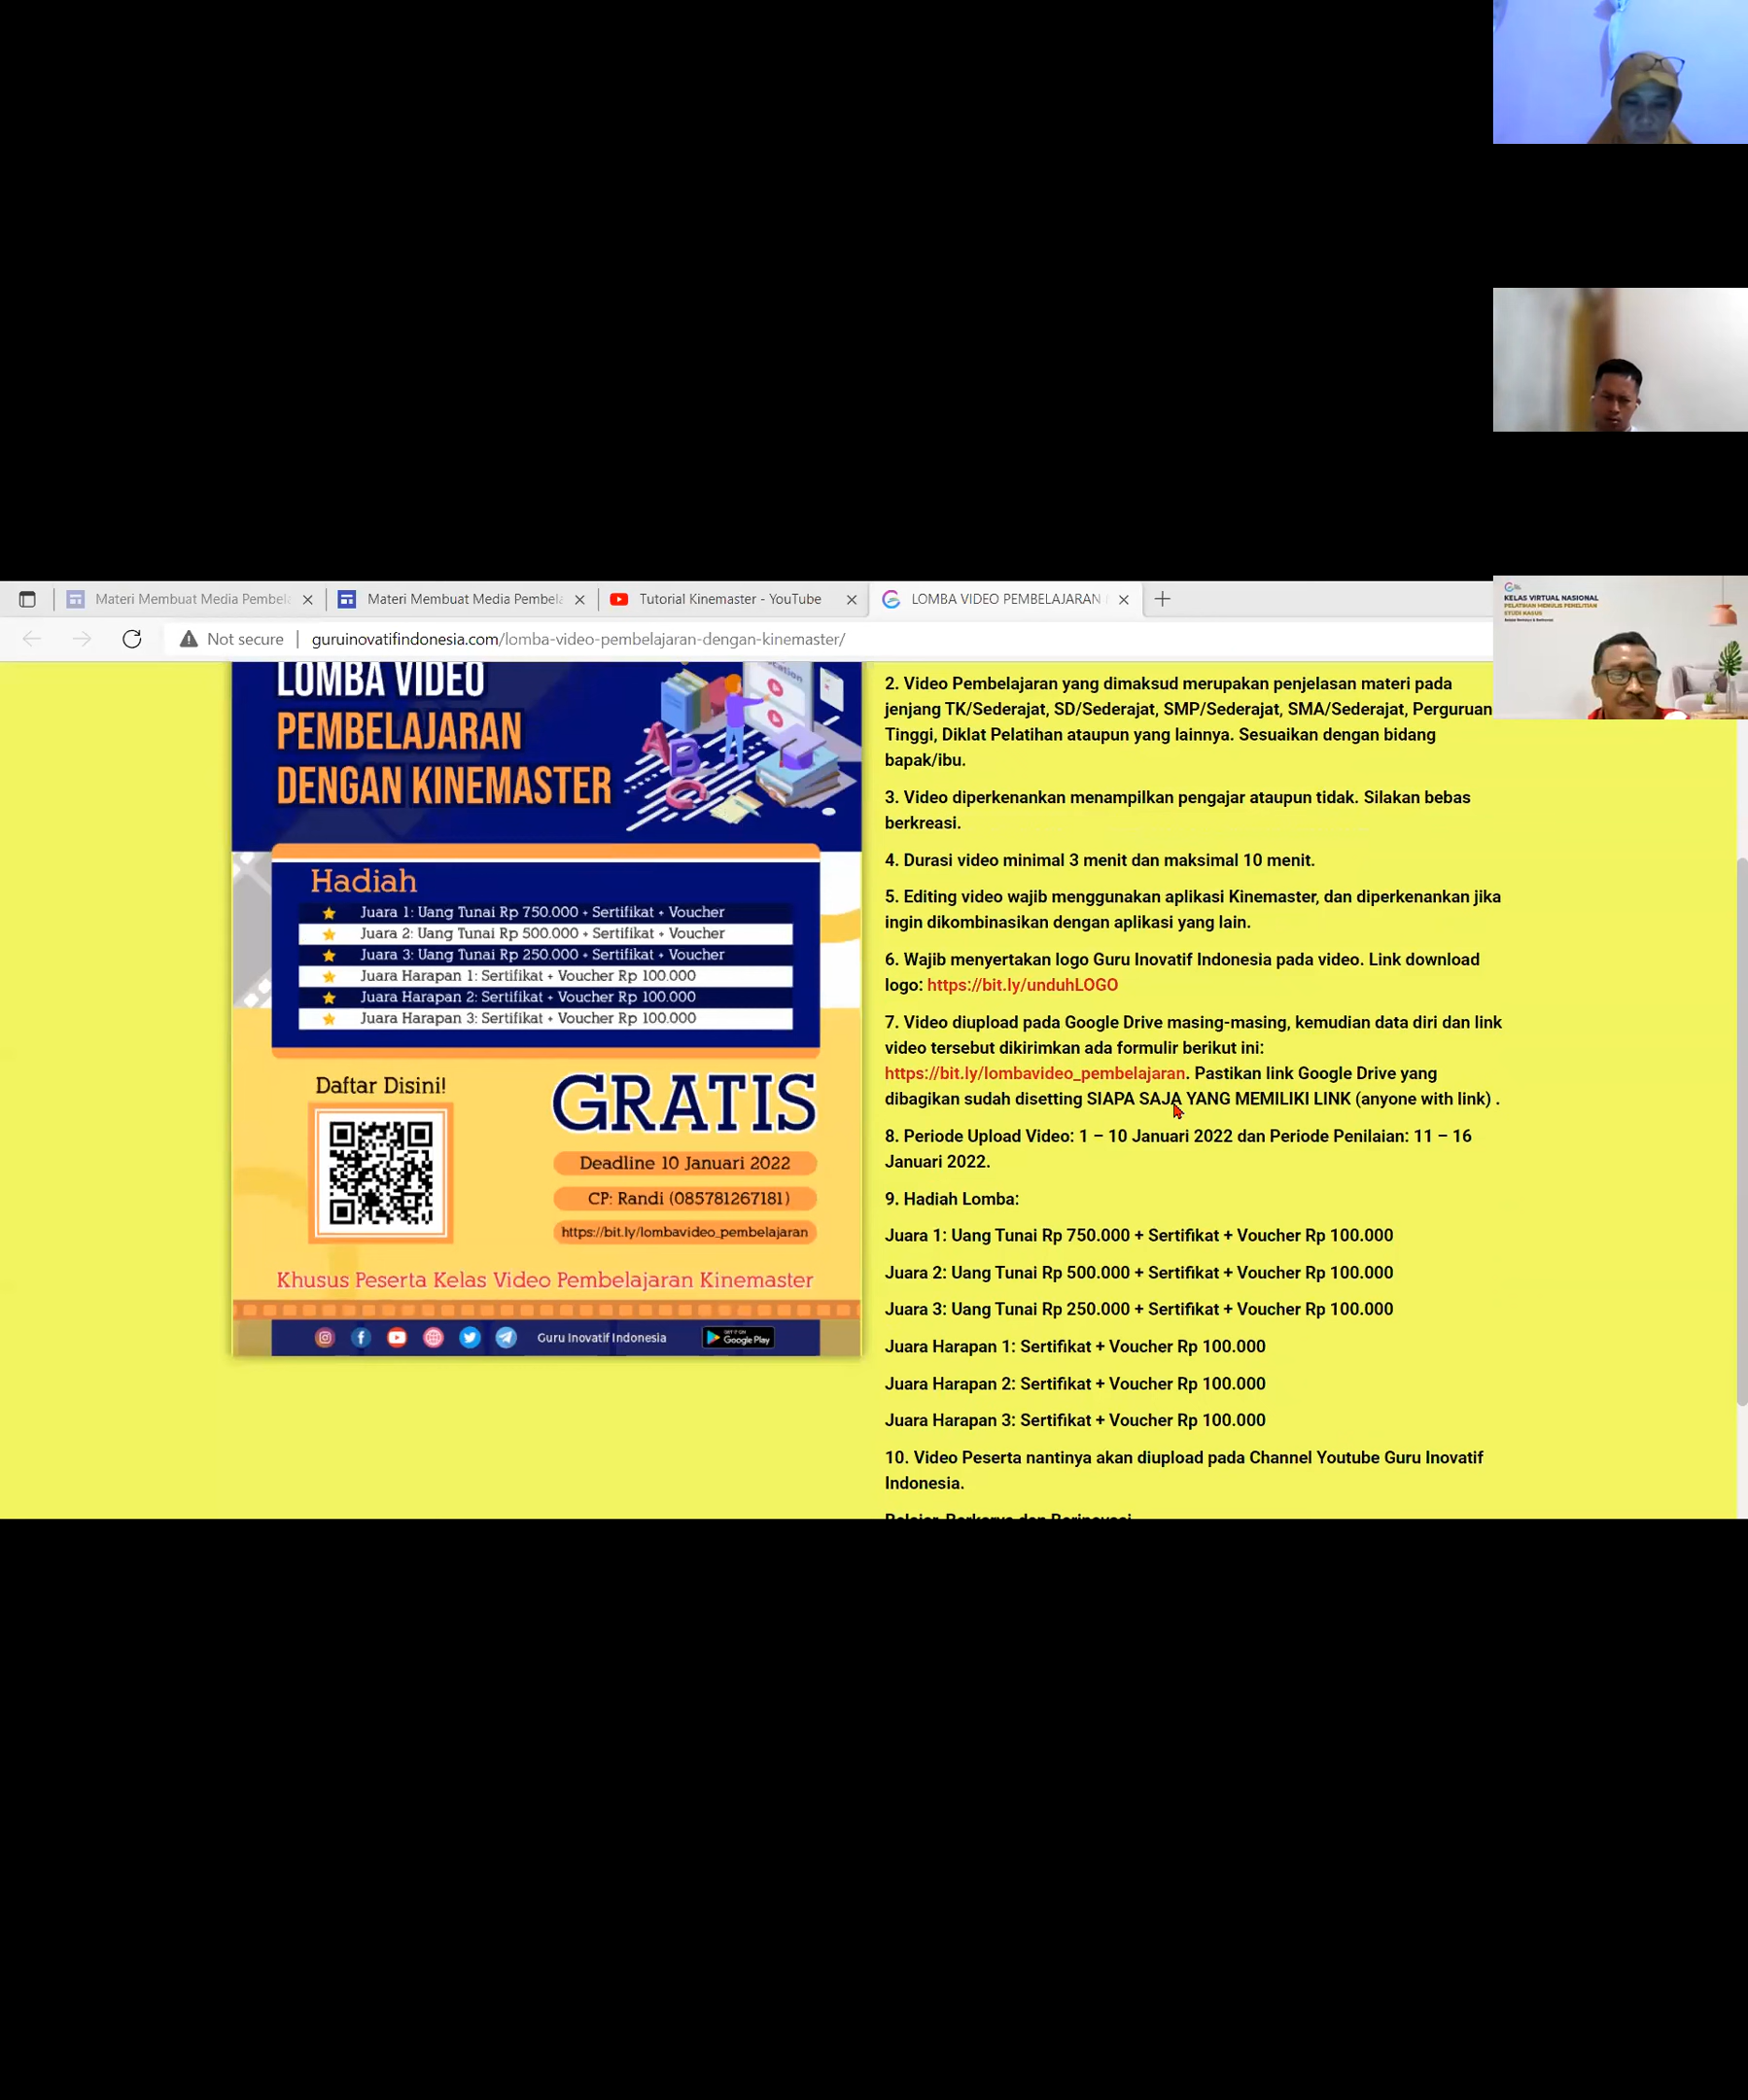 Materi Membuat Media Pembel
Materi Membuat Media Pembel
Tutorial Kinemaster - YouTube
LOMBA VIDEO PEMBELAJARAN
Not secure
guruinovatifindonesia.com/lomba-video-pembelajaran-dengan-kinemaster/
KELAS VIRTUAL NASIONAL
PELATIHAN MENULIS PENELITIAN
STUDI KASUS
LOMBA VIDEO
PEMBELAJARAN
DENGAN KINEMASTER
A
B
C
Hadiah
Juara 1: Uang Tunai Rp 750.000 + Sertifikat + Voucher
Juara 2: Uang Tunai Rp 500.000 + Sertifikat + Voucher
Juara 3: Uang Tunai Rp 250.000 + Sertifikat + Voucher
Juara Harapan 1: Sertifikat + Voucher Rp 100.000
Juara Harapan 2: Sertifikat + Voucher Rp 100.000
Juara Harapan 3: Sertifikat + Voucher Rp 100.000
Daftar Disini!
GRATIS
Deadline 10 Januari 2022
CP: Randi (085781267181)
https://bit.ly/lombavideo_pembelajaran
Khusus Peserta Kelas Video Pembelajaran Kinemaster
Guru Inovatif Indonesia
GET IT ON
Google Play
2. Video Pembelajaran yang dimaksud merupakan penjelasan materi pada
jenjang TK/Sederajat, SD/Sederajat, SMP/Sederajat, SMA/Sederajat, Perguruan
Tinggi, Diklat Pelatihan ataupun yang lainnya. Sesuaikan dengan bidang
bapak/ibu.
3. Video diperkenankan menampilkan pengajar ataupun tidak. Silakan bebas
berkreasi.
4. Durasi video minimal 3 menit dan maksimal 10 menit.
5. Editing video wajib menggunakan aplikasi Kinemaster, dan diperkenankan jika
ingin dikombinasikan dengan aplikasi yang lain.
6. Wajib menyertakan logo Guru Inovatif Indonesia pada video. Link download
logo: https://bit.ly/unduhLOGO
7. Video diupload pada Google Drive masing-masing, kemudian data diri dan link
video tersebut dikirimkan ada formulir berikut ini:
https://bit.ly/lombavideo_pembelajaran. Pastikan link Google Drive yang
dibagikan sudah disetting SIAPA SAJA YANG MEMILIKI LINK (anyone with link) .
8. Periode Upload Video: 1 – 10 Januari 2022 dan Periode Penilaian: 11 – 16
Januari 2022.
9. Hadiah Lomba:
Juara 1: Uang Tunai Rp 750.000 + Sertifikat + Voucher Rp 100.000
Juara 2: Uang Tunai Rp 500.000 + Sertifikat + Voucher Rp 100.000
Juara 3: Uang Tunai Rp 250.000 + Sertifikat + Voucher Rp 100.000
Juara Harapan 1: Sertifikat + Voucher Rp 100.000
Juara Harapan 2: Sertifikat + Voucher Rp 100.000
Juara Harapan 3: Sertifikat + Voucher Rp 100.000
10. Video Peserta nantinya akan diupload pada Channel Youtube Guru Inovatif
Indonesia.